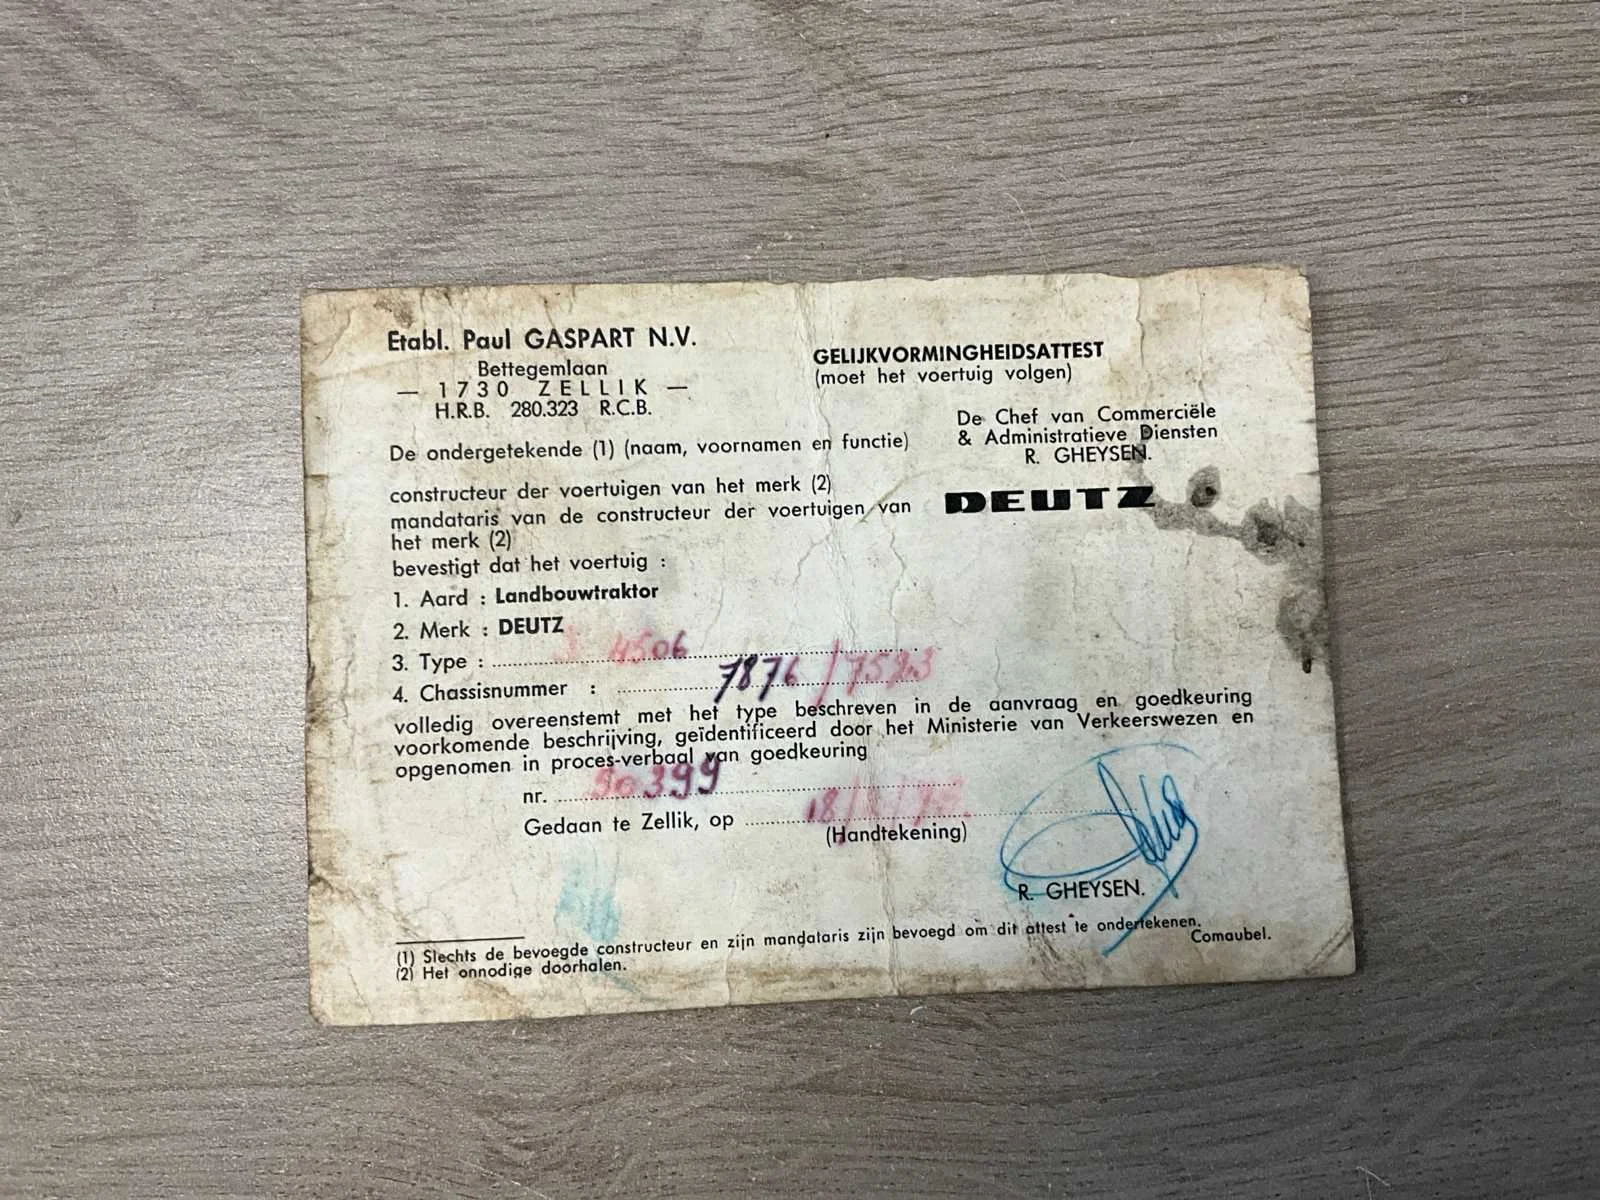 Etabl. Paul GASPART N.V.
Bettegemlaan
— 1730 ZELLIK —
H.R.B. 280.323 R.C.B.
GELIJKVORMINGHEIDSATTEST
(moet het voertuig volgen)
De Chef van Commerciële
& Administratieve Diensten
R. GHEYSEN.
De ondergetekende (1) (naam, voornamen en functie)
constructeur der voertuigen van het merk (2)
mandataris van de constructeur der voertuigen van
het merk (2)
DEUTZ
bevestigt dat het voertuig :
1. Aard : Landbouwtraktor
2. Merk : DEUTZ
3. Type : 4506
4. Chassisnummer : 7876/7523
volledig overeenstemt met het type beschreven in de aanvraag en goedkeuring
voorkomende beschrijving, geïdentificeerd door het Ministerie van Verkeerswezen en
opgenomen in proces-verbaal van goedkeuring
nr. 50399
Gedaan te Zellik, op 18/
(Handtekening)
R. GHEYSEN.
(1) Slechts de bevoegde constructeur en zijn mandataris zijn bevoegd om dit attest te ondertekenen.
(2) Het onnodige doorhalen.
Comaubel.